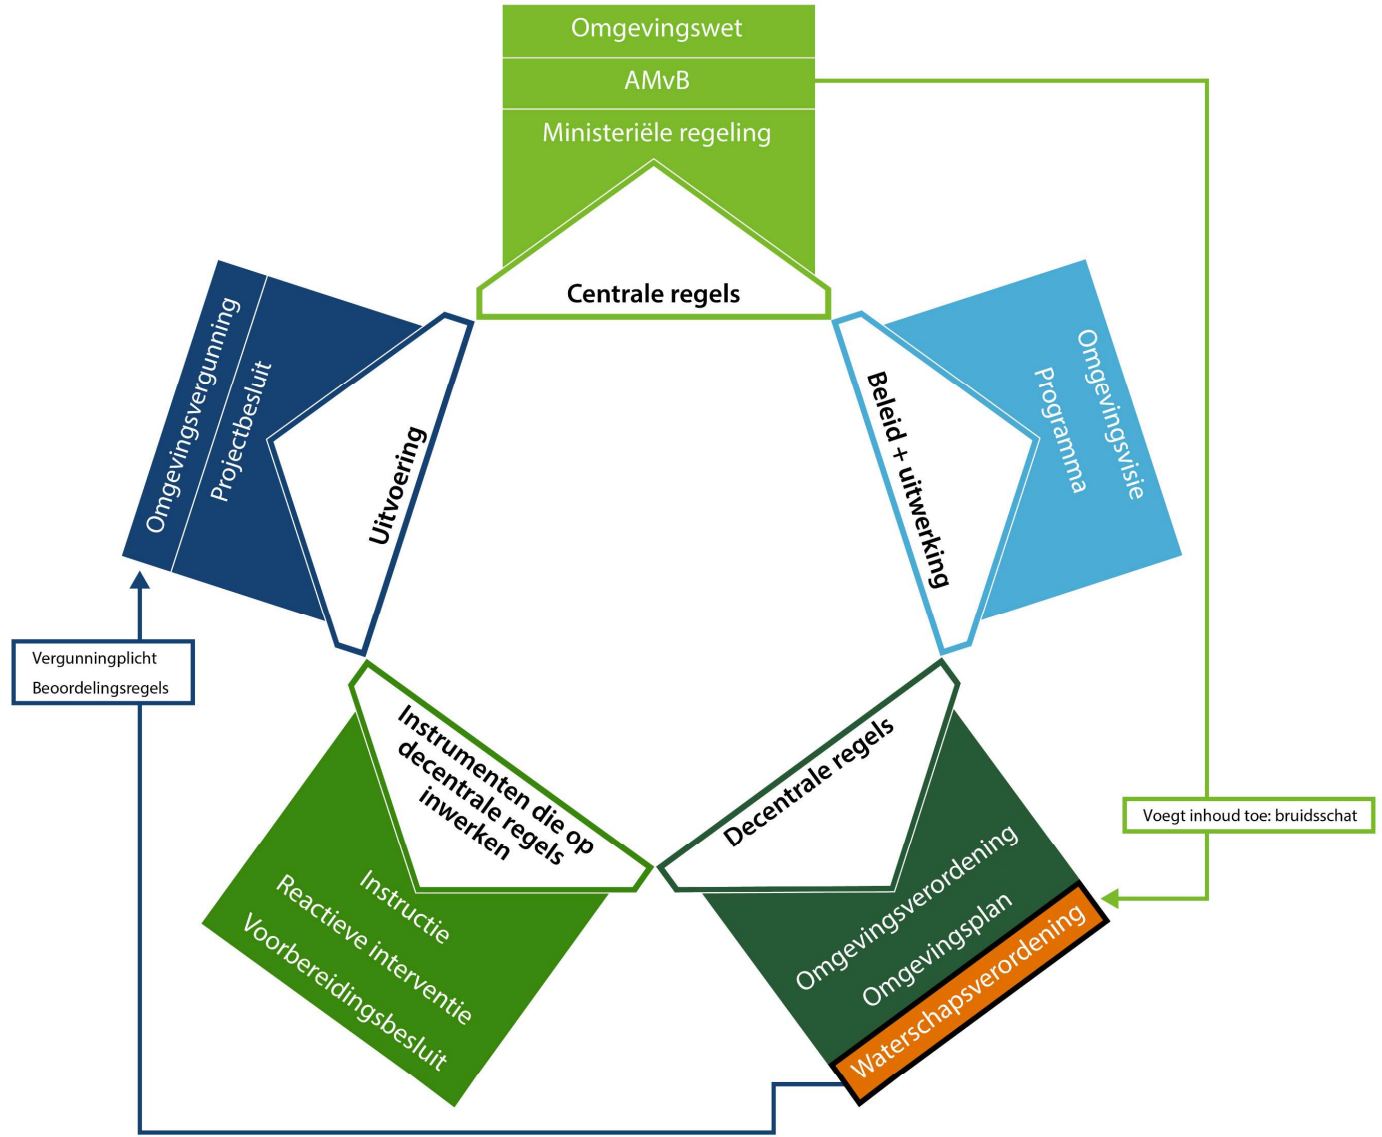 Omgevingswet
AMvB
Ministeriële regeling
Centrale regels
Omgevingsvisie
Programma
Beleid + uitwerking
Voegt inhoud toe: bruidsschat
Decentrale regels
Omgevingsverordening
Omgevingsplan
Waterschapsverordening
Instrumenten die op
decentrale regels
inwerken
Instructie
Reactieve interventie
Voorbereidingsbesluit
Vergunningplicht
Beoordelingsregels
Omgevingsvergunning
Projectbesluit
Uitvoering